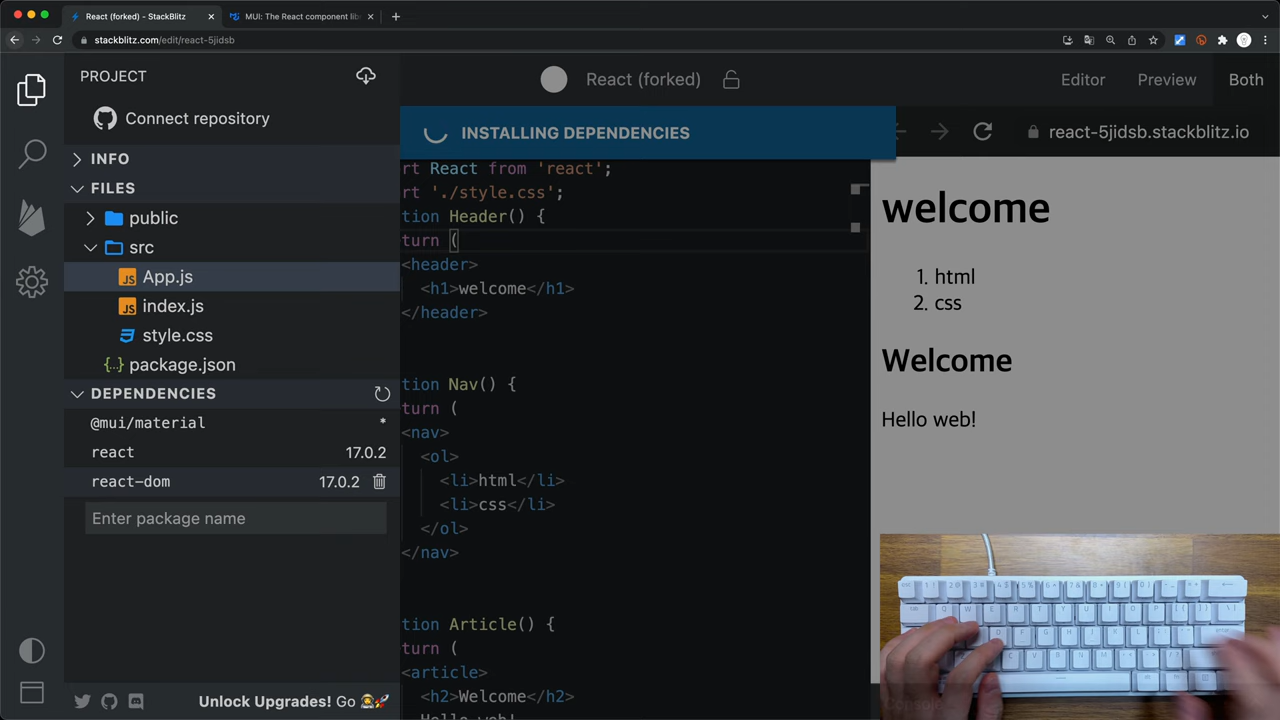 React (forked) - StackBlitz
MUI: The React component lib
stackblitz.com/edit/react-5jidsb
PROJECT
Connect repository
INFO
FILES
public
src
App.js
index.js
style.css
package.json
DEPENDENCIES
@mui/material *
react 17.0.2
react-dom 17.0.2
Enter package name
Unlock Upgrades! Go
React (forked)
Editor Preview Both
INSTALLING DEPENDENCIES
react-5jidsb.stackblitz.io
rt React from 'react';
rt './style.css';
tion Header() {
turn (
<header>
<h1>welcome</h1>
</header>
tion Nav() {
turn (
<nav>
<ol>
<li>html</li>
<li>css</li>
</ol>
</nav>
tion Article() {
turn (
<article>
<h2>Welcome</h2>
Hello web!
welcome
1. html
2. css
Welcome
Hello web!
Console